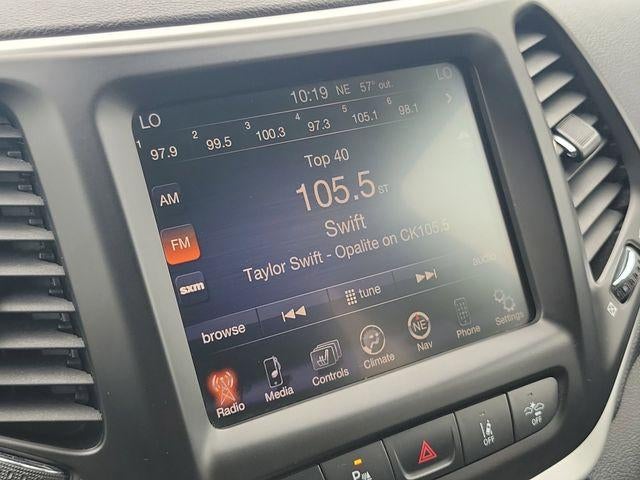 10:19 NE 57° out.
LO
LO
1 97.9 2 99.5 3 100.3 4 97.3 5 105.1 6 98.1
Top 40
105.5 ST
AM
Swift
FM
Taylor Swift - Opalite on CK105.5
sxm
browse
tune
audio
Radio
Media
Controls
Climate
NE
Nav
Phone
Settings
P
OFF
OFF